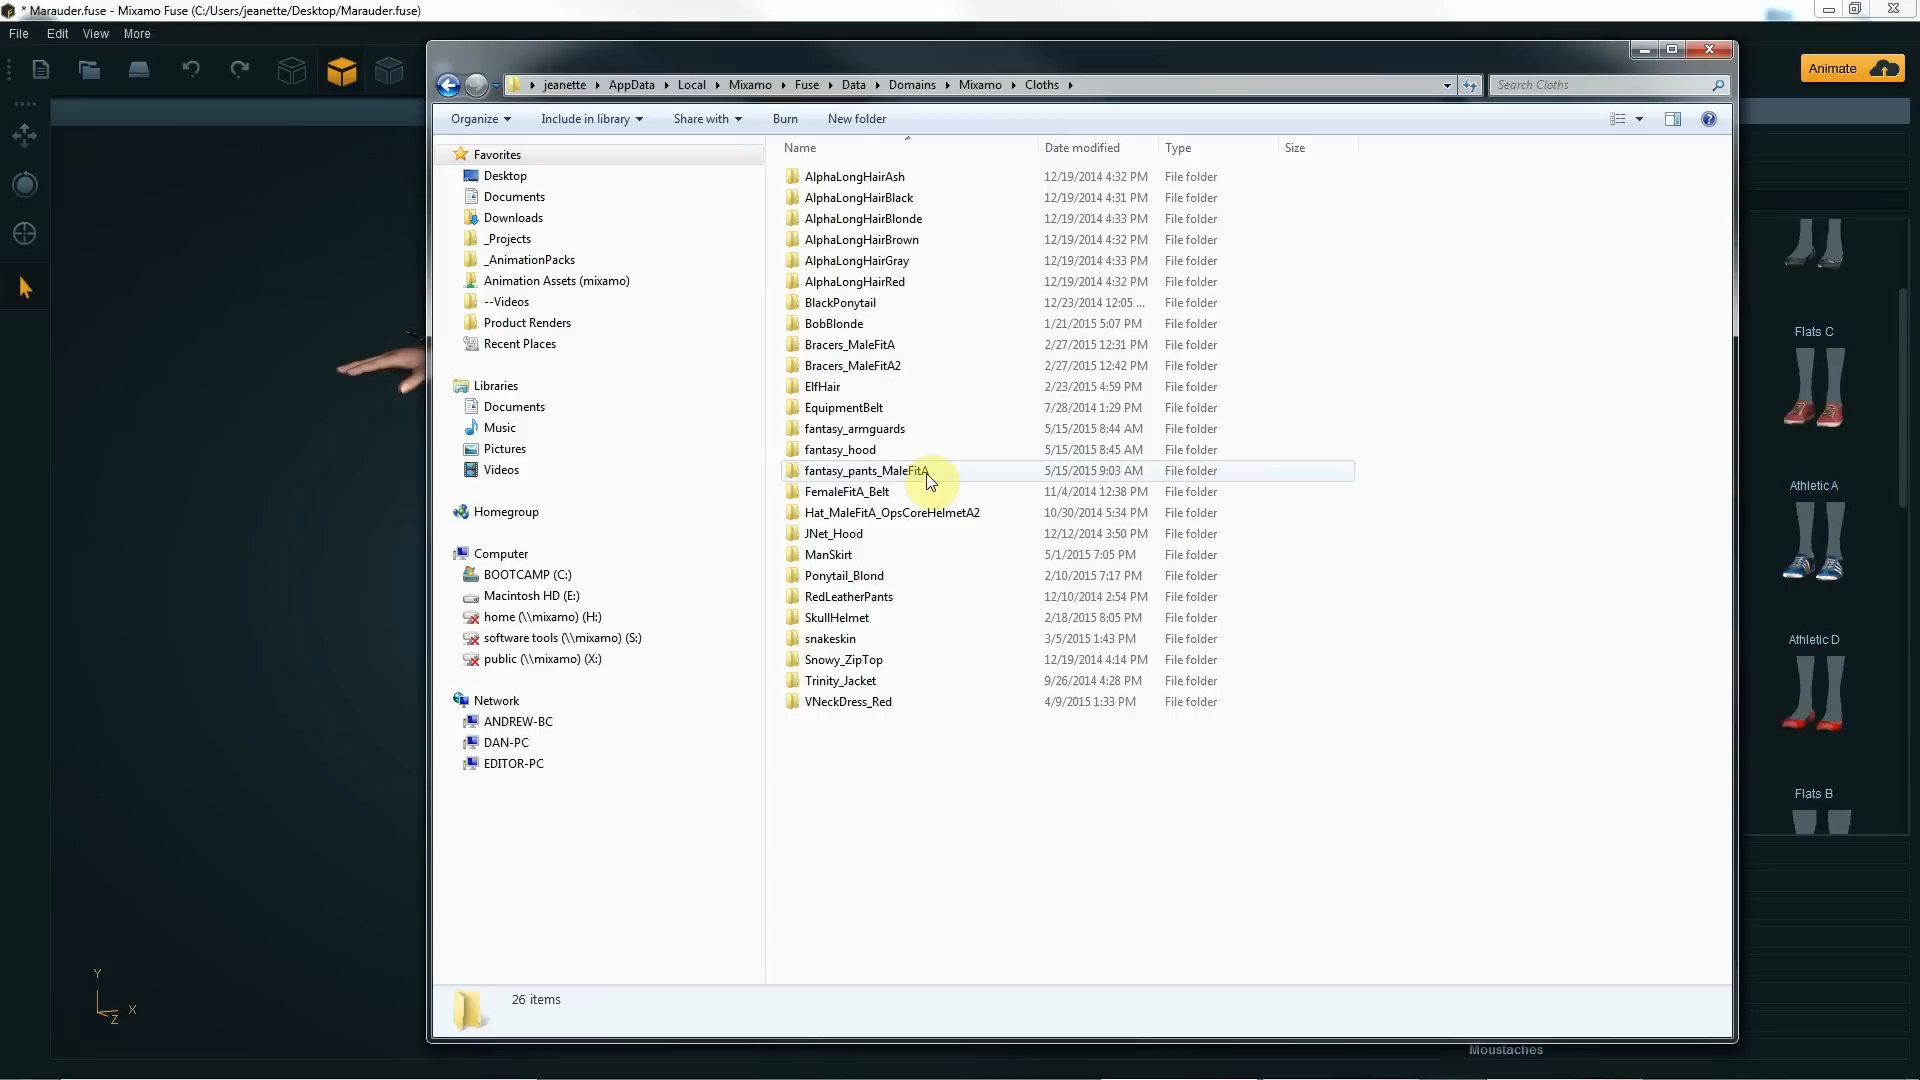 * Marauder.fuse - Mixamo Fuse (C:/Users/jeanette/Desktop/Marauder.fuse)
File Edit View More
Animate
jeanette AppData Local Mixamo Fuse Data Domains Mixamo Cloths
Search Cloths
Organize Include in library Share with Burn New folder
Name Date modified Type Size
Favorites
Desktop
Documents
Downloads
_Projects
_AnimationPacks
Animation Assets (mixamo)
--Videos
Product Renders
Recent Places
Libraries
Documents
Music
Pictures
Videos
Homegroup
Computer
BOOTCAMP (C:)
Macintosh HD (E:)
home (\\mixamo) (H:)
software tools (\\mixamo) (S:)
public (\\mixamo) (X:)
Network
ANDREW-BC
DAN-PC
EDITOR-PC
AlphaLongHairAsh 12/19/2014 4:32 PM File folder
AlphaLongHairBlack 12/19/2014 4:31 PM File folder
AlphaLongHairBlonde 12/19/2014 4:33 PM File folder
AlphaLongHairBrown 12/19/2014 4:32 PM File folder
AlphaLongHairGray 12/19/2014 4:33 PM File folder
AlphaLongHairRed 12/19/2014 4:32 PM File folder
BlackPonytail 12/23/2014 12:05 ... File folder
BobBlonde 1/21/2015 5:07 PM File folder
Bracers_MaleFitA 2/27/2015 12:31 PM File folder
Bracers_MaleFitA2 2/27/2015 12:42 PM File folder
ElfHair 2/23/2015 4:59 PM File folder
EquipmentBelt 7/28/2014 1:29 PM File folder
fantasy_armguards 5/15/2015 8:44 AM File folder
fantasy_hood 5/15/2015 8:45 AM File folder
fantasy_pants_MaleFitA 5/15/2015 9:03 AM File folder
FemaleFitA_Belt 11/4/2014 12:38 PM File folder
Hat_MaleFitA_OpsCoreHelmetA2 10/30/2014 5:34 PM File folder
JNet_Hood 12/12/2014 3:50 PM File folder
ManSkirt 5/1/2015 7:05 PM File folder
Ponytail_Blond 2/10/2015 7:17 PM File folder
RedLeatherPants 12/10/2014 2:54 PM File folder
SkullHelmet 2/18/2015 8:05 PM File folder
snakeskin 3/5/2015 1:43 PM File folder
Snowy_ZipTop 12/19/2014 4:14 PM File folder
Trinity_Jacket 9/26/2014 4:28 PM File folder
VNeckDress_Red 4/9/2015 1:33 PM File folder
26 items
Flats C
Athletic A
Athletic D
Flats B
Moustaches
Y
X
Z